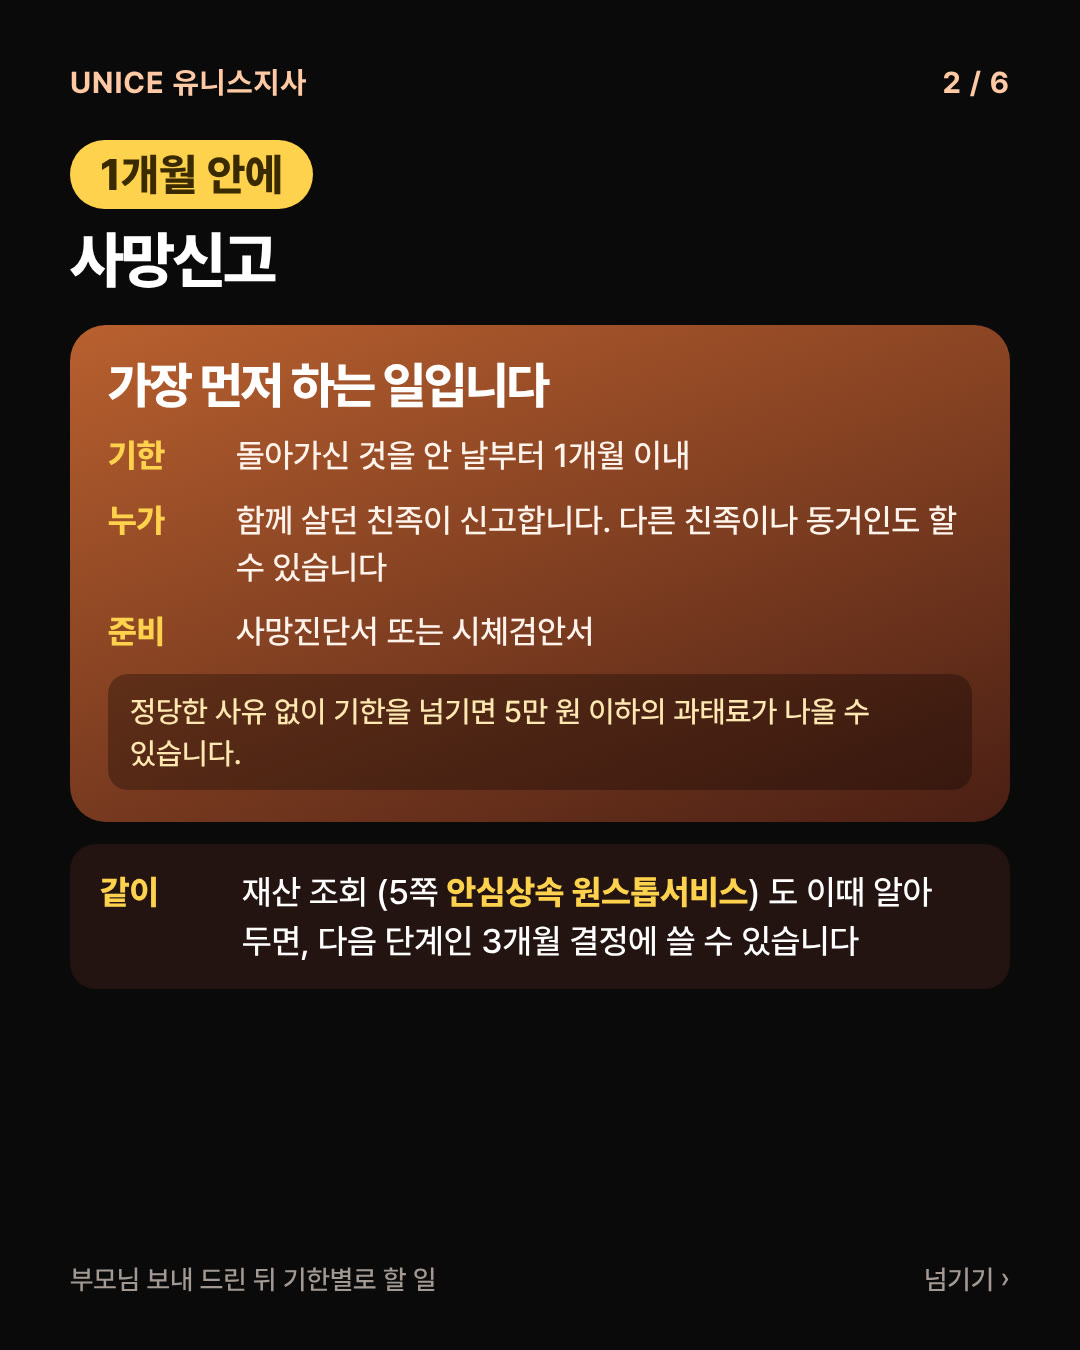 UNICE 유니스지사
2 / 6
1개월 안에
사망신고
가장 먼저 하는 일입니다
기한 돌아가신 것을 안 날부터 1개월 이내
누가 함께 살던 친족이 신고합니다. 다른 친족이나 동거인도 할
수 있습니다
준비 사망진단서 또는 시체검안서
정당한 사유 없이 기한을 넘기면 5만 원 이하의 과태료가 나올 수
있습니다.
같이 재산 조회 (5쪽 안심상속 원스톱서비스) 도 이때 알아
두면, 다음 단계인 3개월 결정에 쓸 수 있습니다
부모님 보내 드린 뒤 기한별로 할 일
넘기기 ›